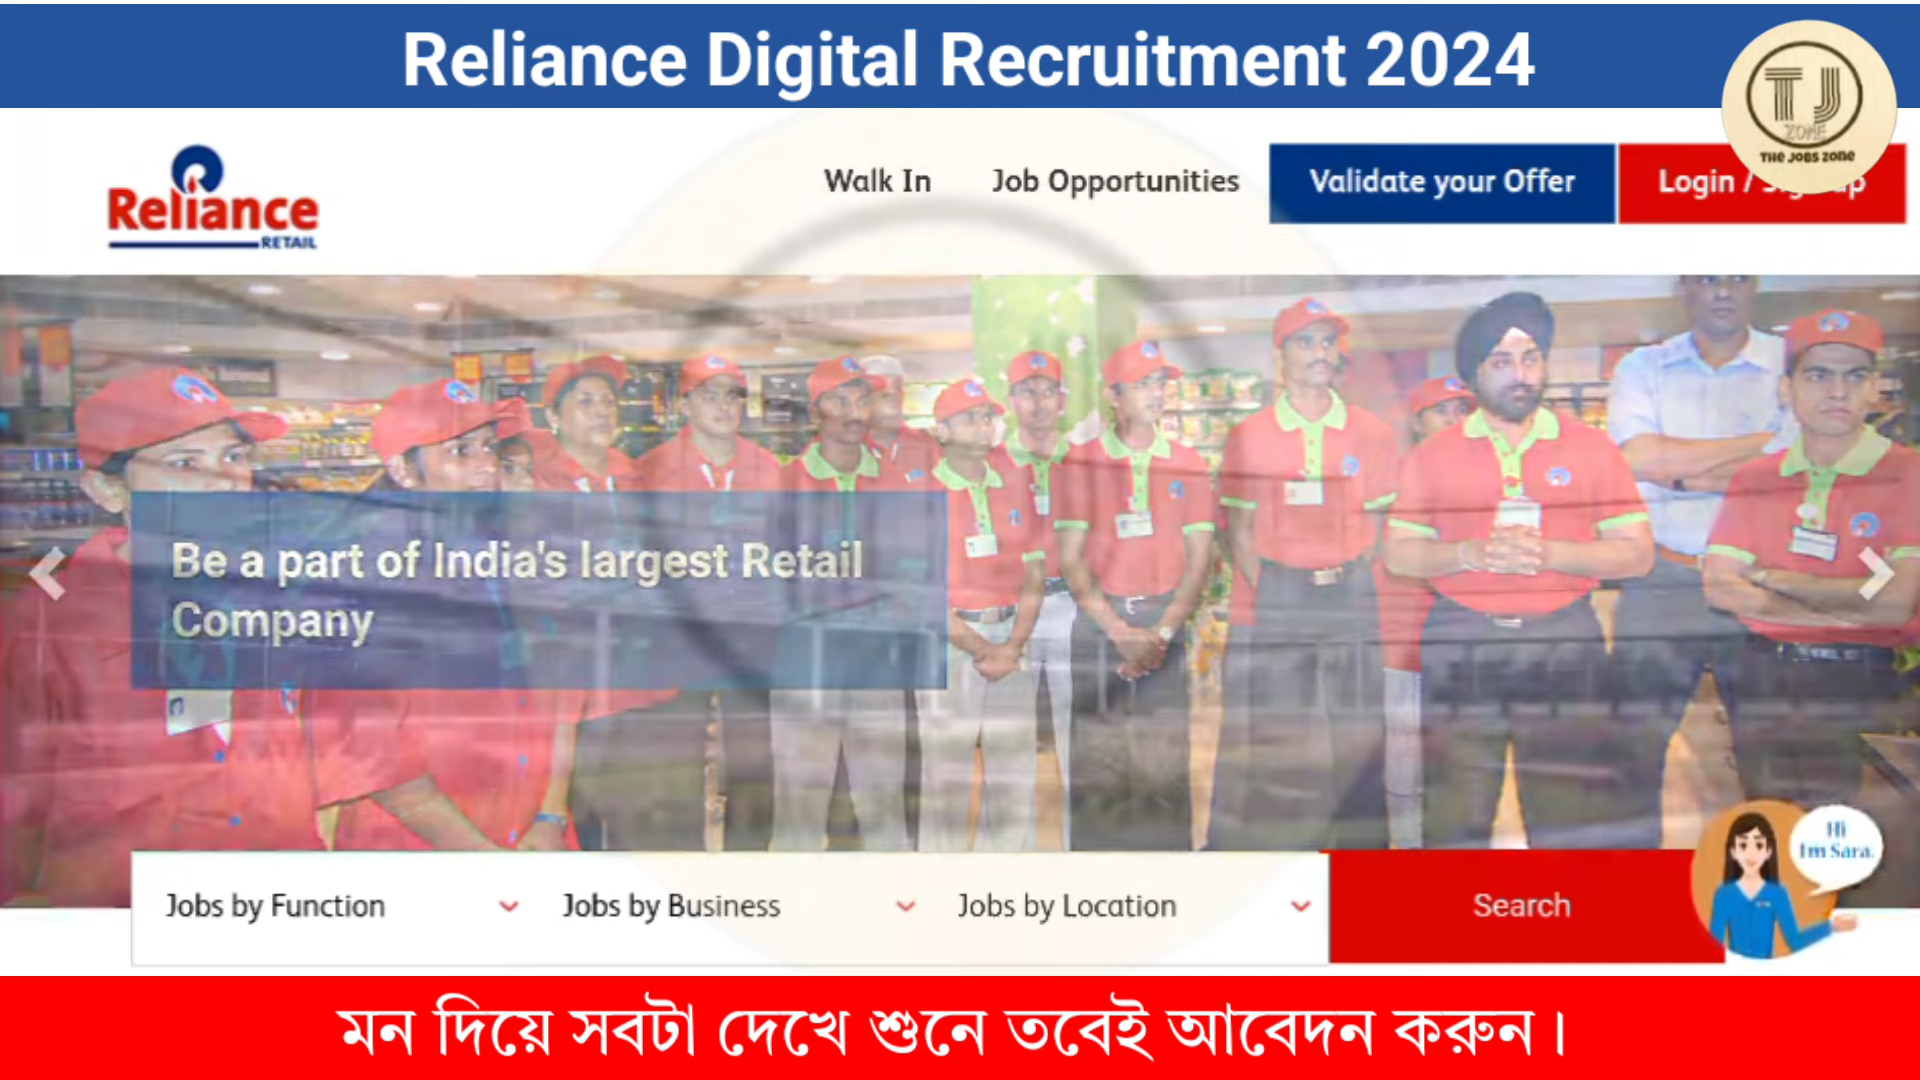 Reliance Digital Recruitment 2024
TJ
ZONE
THE JOBS ZONE
Reliance
RETAIL
Walk In
Job Opportunities
Validate your Offer
Login /
Be a part of India's largest Retail
Company
Hi
I m Sara.
Jobs by Function
Jobs by Business
Jobs by Location
Search
মন দিয়ে সবটা দেখে শুনে তবেই আবেদন করুন।